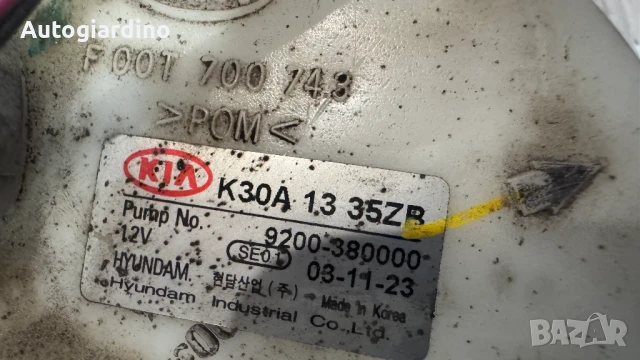 Autogiardino
F 00T 700 743
>POM<
KIA K30A 13 35ZB
Pump No. 9200-380000
12V SE01 03-11-23
HYUNDAM 현담산업(주) Made in Korea
Hyundam Industrial Co.,Ltd.
BAZAR